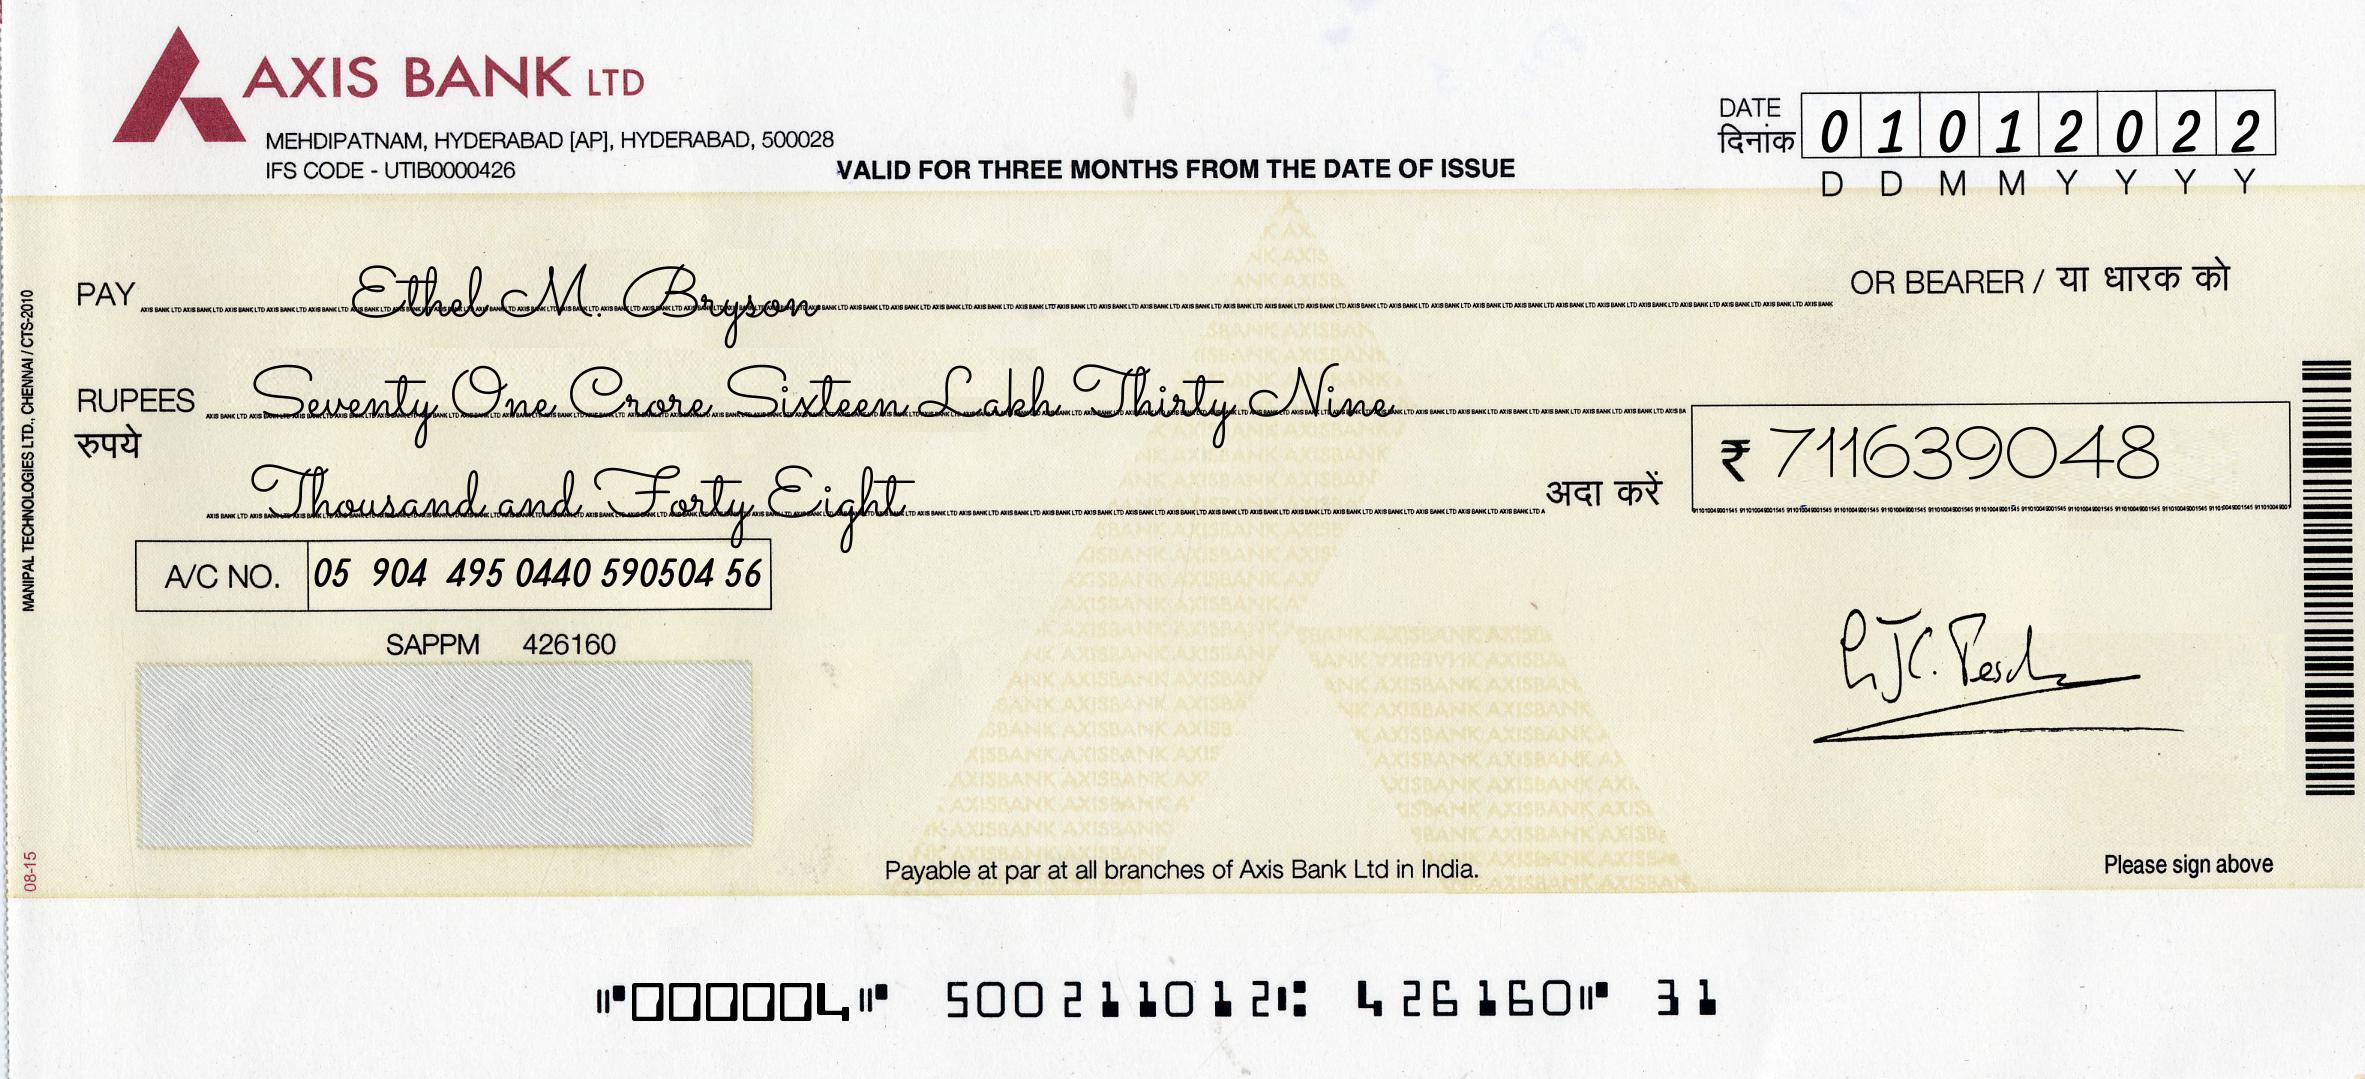 AXIS BANK LTD
MEHDIPATNAM, HYDERABAD [AP], HYDERABAD, 500028
IFS CODE - UTIB0000426
VALID FOR THREE MONTHS FROM THE DATE OF ISSUE
DATE
दिनांक 0 1 0 1 2 0 2 2
D D M M Y Y Y Y
PAY Ethel M. Bryson OR BEARER / या धारक को
RUPEES Seventy One Crore Sixteen Lakh Thirty Nine
रुपये
Thousand and Forty Eight अदा करें ₹ 711639048
A/C NO. 05 904 495 0440 590504 56
SAPPM 426160
VOID
Payable at par at all branches of Axis Bank Ltd in India.
Please sign above
MANIPAL TECHNOLOGIES LTD., CHENNAI / CTS-2010
08-15
⑈000004⑈ 500211012⑆ 426160⑈ 31